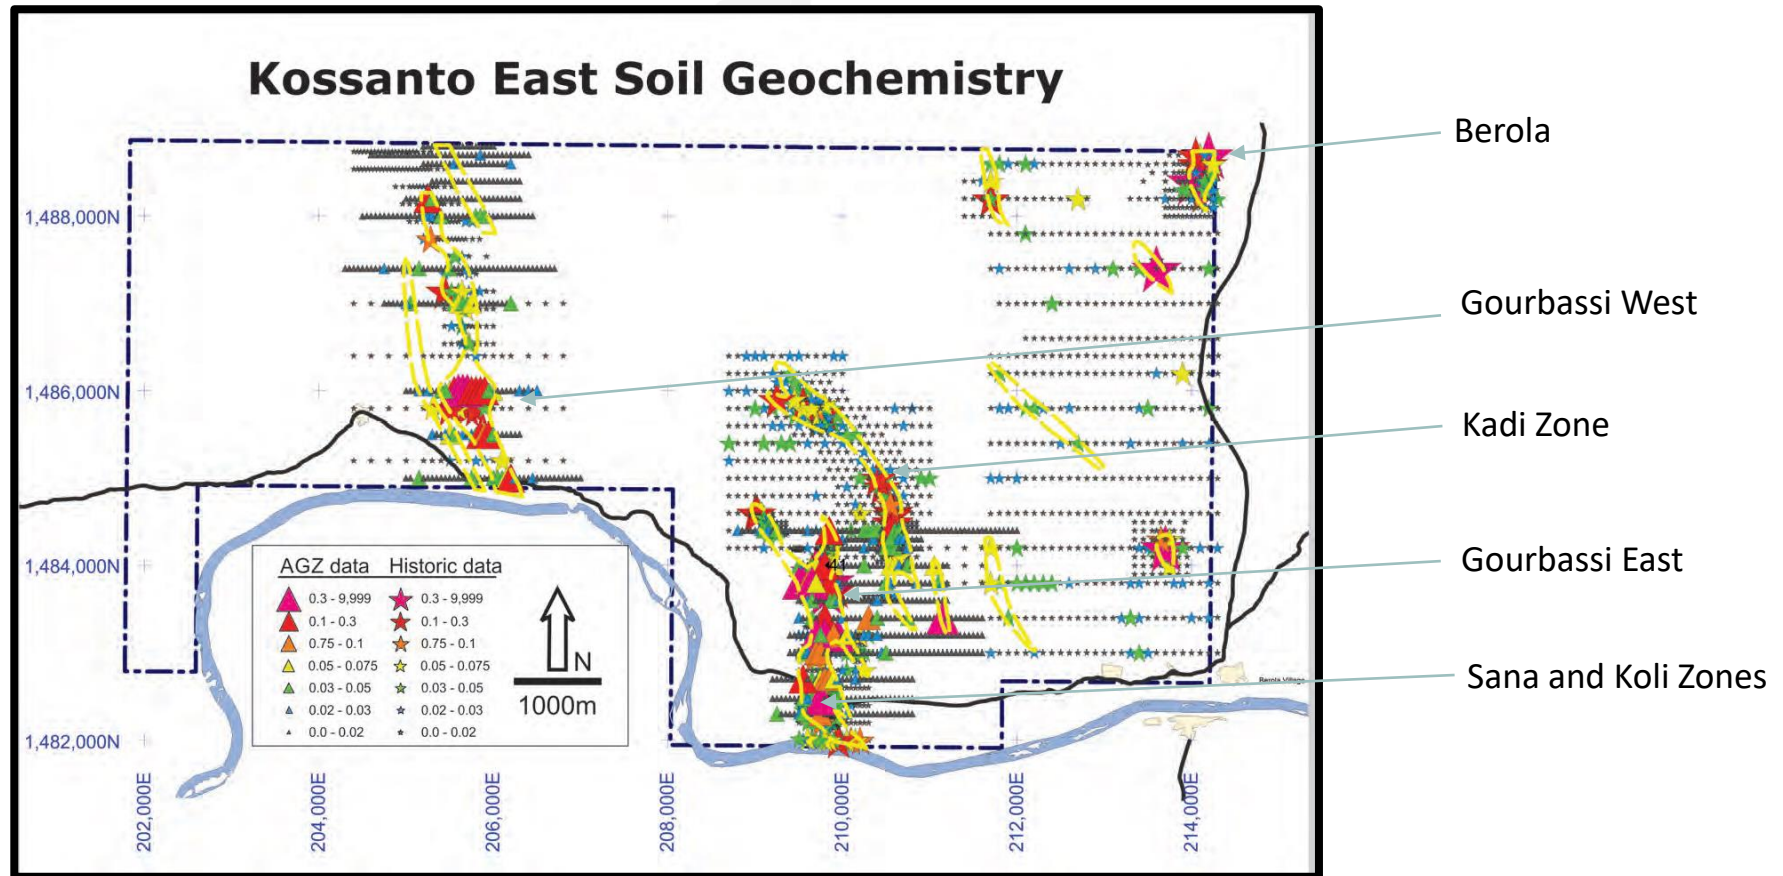 Kossanto East Soil Geochemistry
Berola
Gourbassi West
Kadi Zone
Gourbassi East
Sana and Koli Zones
1,488,000N
1,486,000N
1,484,000N
1,482,000N
41
Berola Village
AGZ data Historic data
0.3 - 9,999 0.3 - 9,999
0.1 - 0.3 0.1 - 0.3
0.75 - 0.1 0.75 - 0.1
0.05 - 0.075 0.05 - 0.075
0.03 - 0.05 0.03 - 0.05
0.02 - 0.03 0.02 - 0.03
0.0 - 0.02 0.0 - 0.02
N
1000m
202,000E
204,000E
206,000E
208,000E
210,000E
212,000E
214,000E